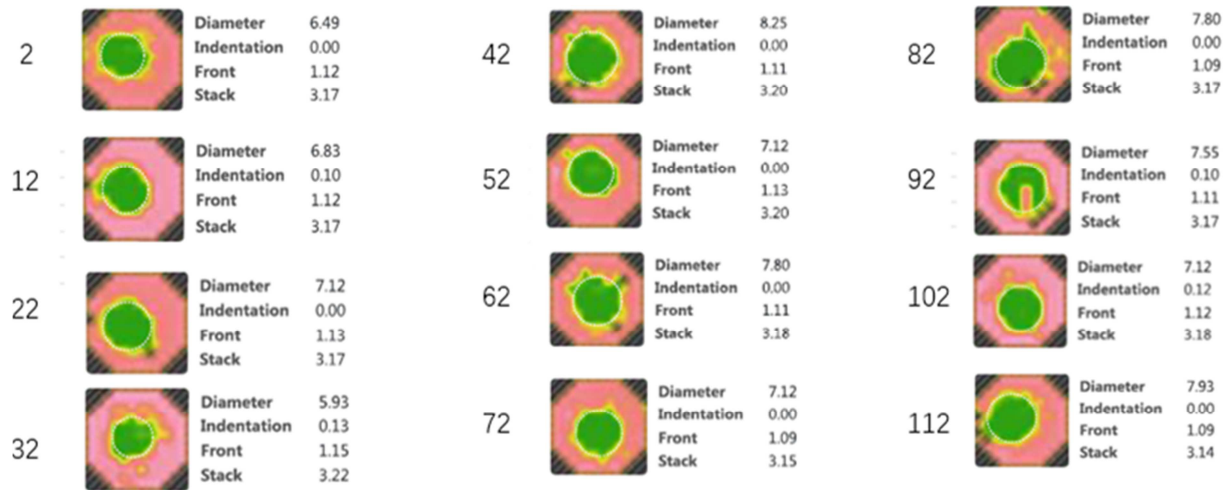 2
Diameter 6.49
Indentation 0.00
Front 1.12
Stack 3.17
12
Diameter 6.83
Indentation 0.10
Front 1.12
Stack 3.17
22
Diameter 7.12
Indentation 0.00
Front 1.13
Stack 3.17
32
Diameter 5.93
Indentation 0.13
Front 1.15
Stack 3.22
42
Diameter 8.25
Indentation 0.00
Front 1.11
Stack 3.20
52
Diameter 7.12
Indentation 0.00
Front 1.13
Stack 3.20
62
Diameter 7.80
Indentation 0.00
Front 1.11
Stack 3.18
72
Diameter 7.12
Indentation 0.00
Front 1.09
Stack 3.15
82
Diameter 7.80
Indentation 0.00
Front 1.09
Stack 3.17
92
Diameter 7.55
Indentation 0.10
Front 1.11
Stack 3.17
102
Diameter 7.12
Indentation 0.12
Front 1.12
Stack 3.18
112
Diameter 7.93
Indentation 0.00
Front 1.09
Stack 3.14